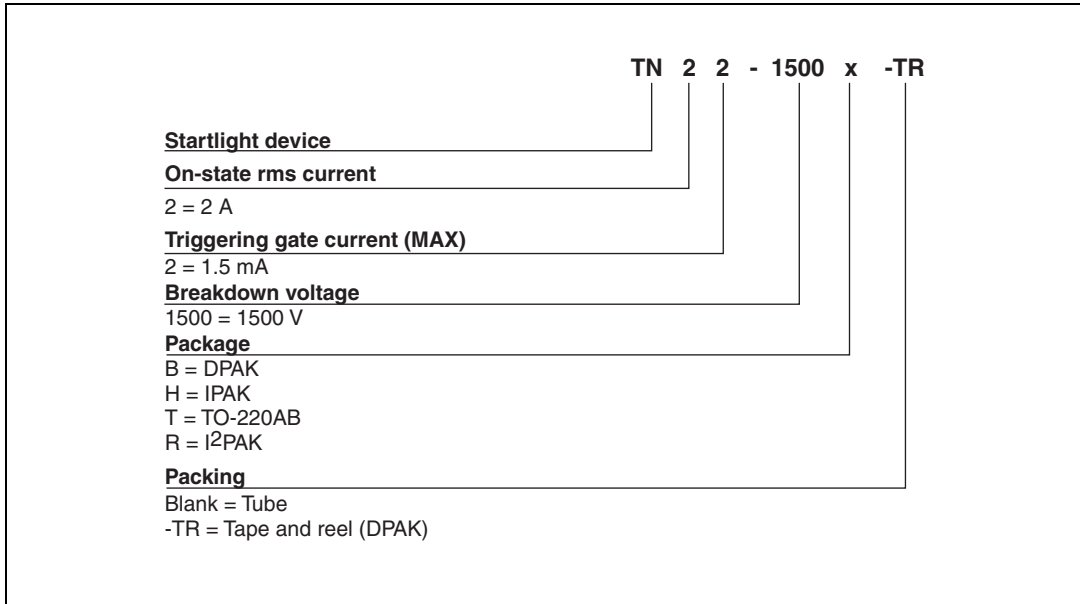 TN 2 2 - 1500 x -TR
Startlight device
On-state rms current
2 = 2 A
Triggering gate current (MAX)
2 = 1.5 mA
Breakdown voltage
1500 = 1500 V
Package
B = DPAK
H = IPAK
T = TO-220AB
R = I²PAK
Packing
Blank = Tube
-TR = Tape and reel (DPAK)